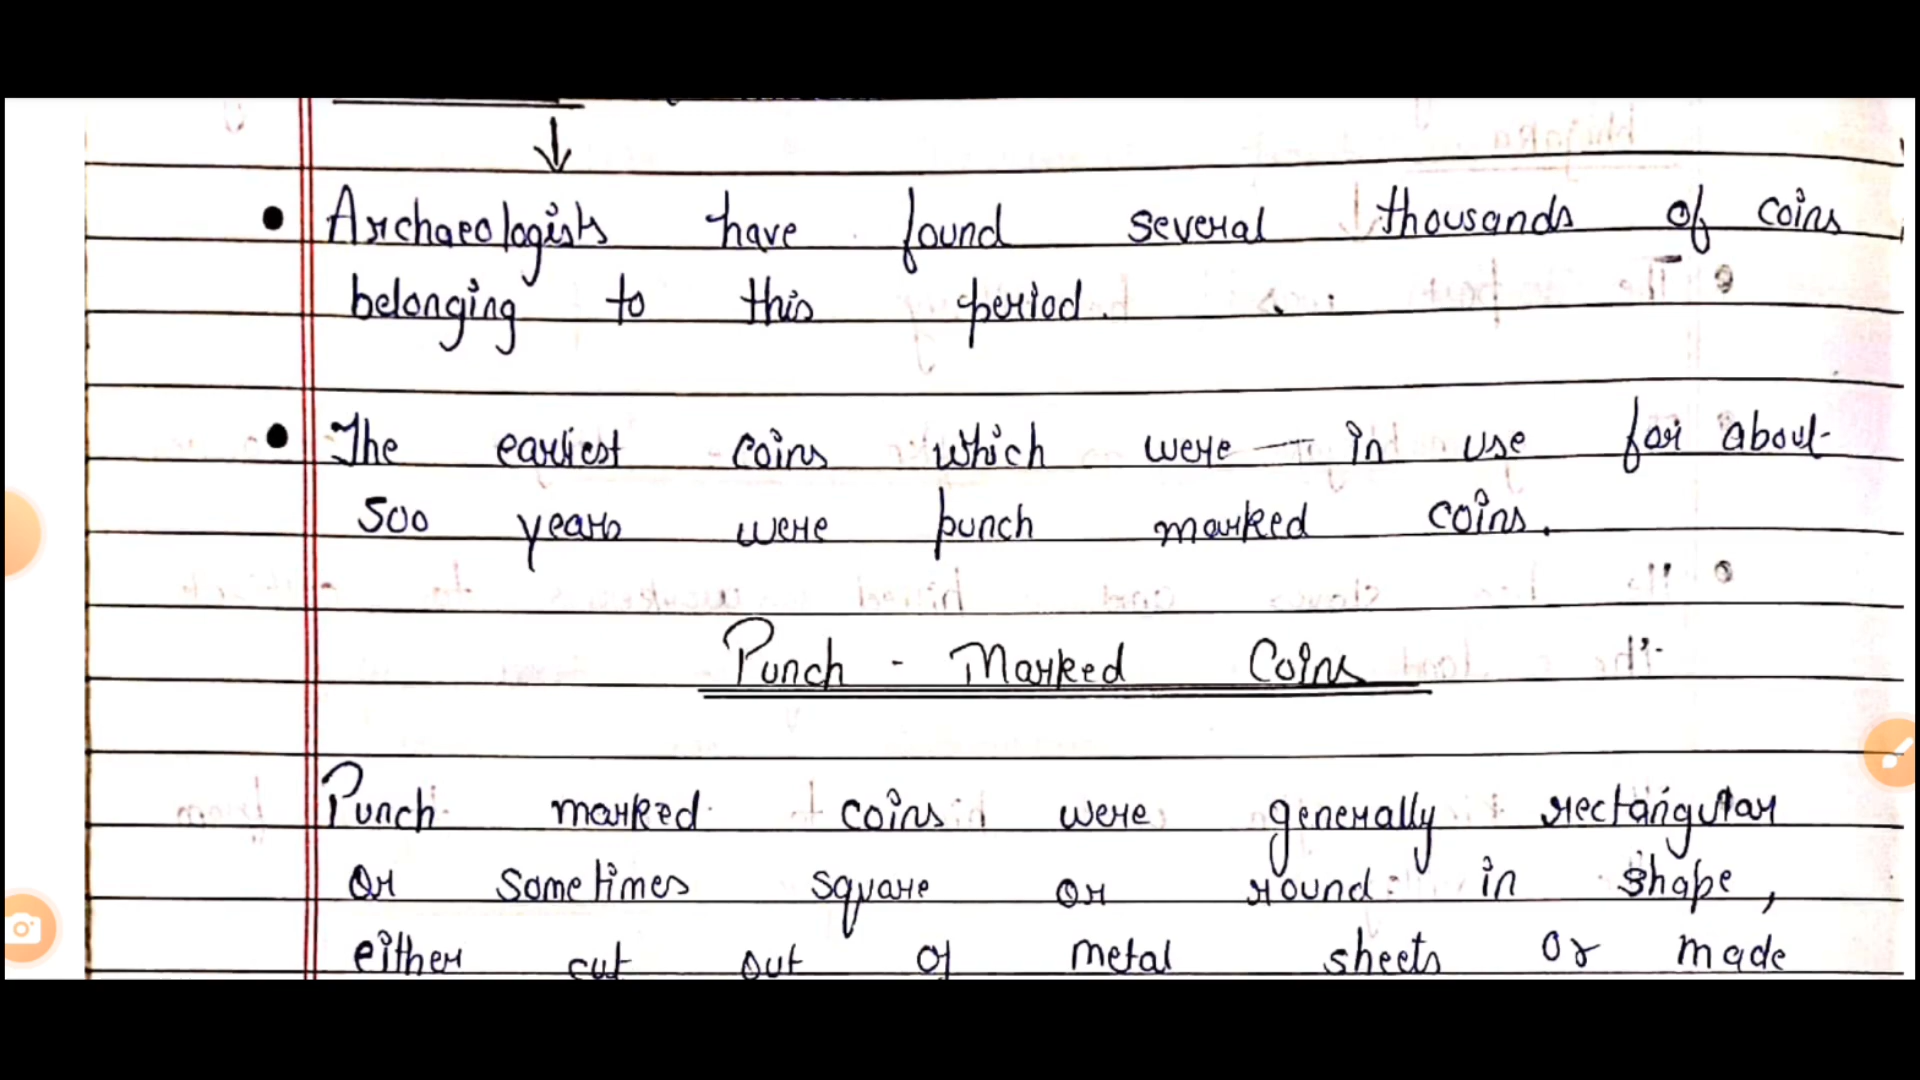 • Archaeologists have found several thousands of coins
belonging to this period.
• The earliest coins which were in use for about
500 years were punch marked coins.
Punch - Marked Coins
Punch marked coins were generally rectangular
or sometimes square or round in shape,
either cut out of metal sheets or made